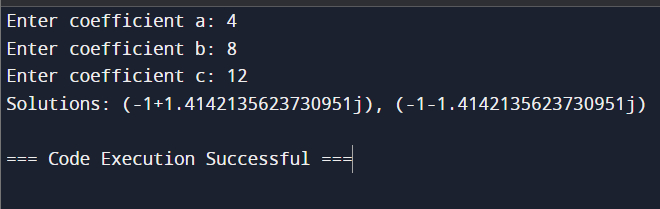 Enter coefficient a: 4
Enter coefficient b: 8
Enter coefficient c: 12
Solutions: (-1+1.4142135623730951j), (-1-1.4142135623730951j)
=== Code Execution Successful ===